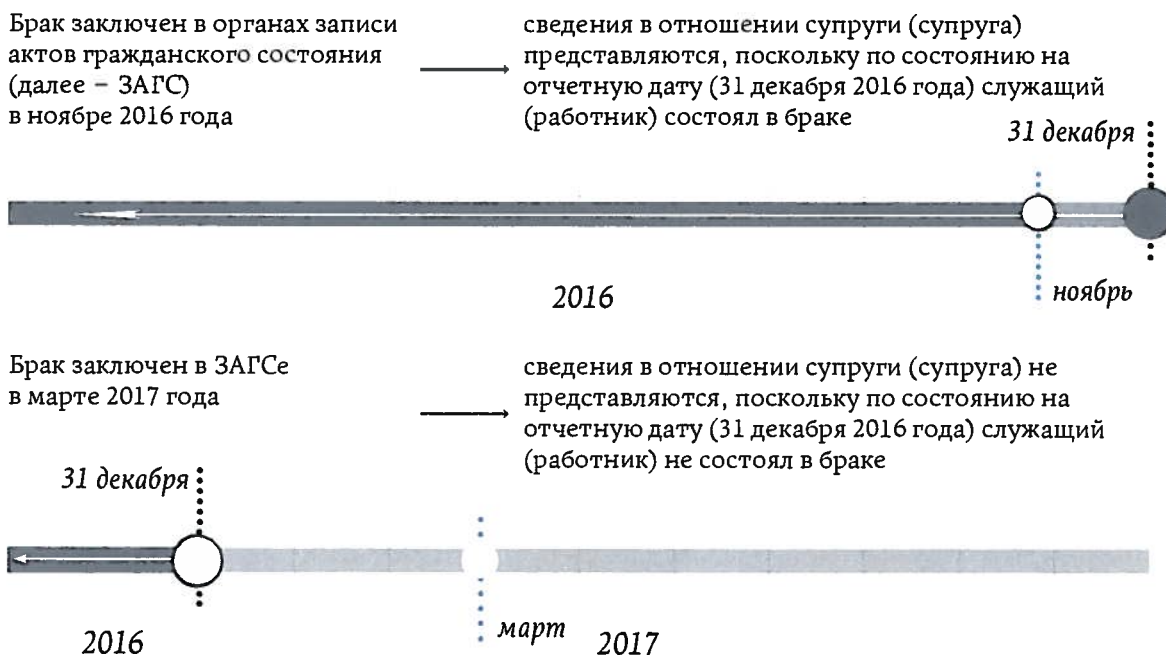 Брак заключен в органах записи
актов гражданского состояния
(далее – ЗАГС)
в ноябре 2016 года
сведения в отношении супруги (супруга)
представляются, поскольку по состоянию на
отчетную дату (31 декабря 2016 года) служащий
(работник) состоял в браке
31 декабря
2016
ноябрь
Брак заключен в ЗАГСе
в марте 2017 года
сведения в отношении супруги (супруга) не
представляются, поскольку по состоянию на
отчетную дату (31 декабря 2016 года) служащий
(работник) не состоял в браке
31 декабря
2016
март
2017